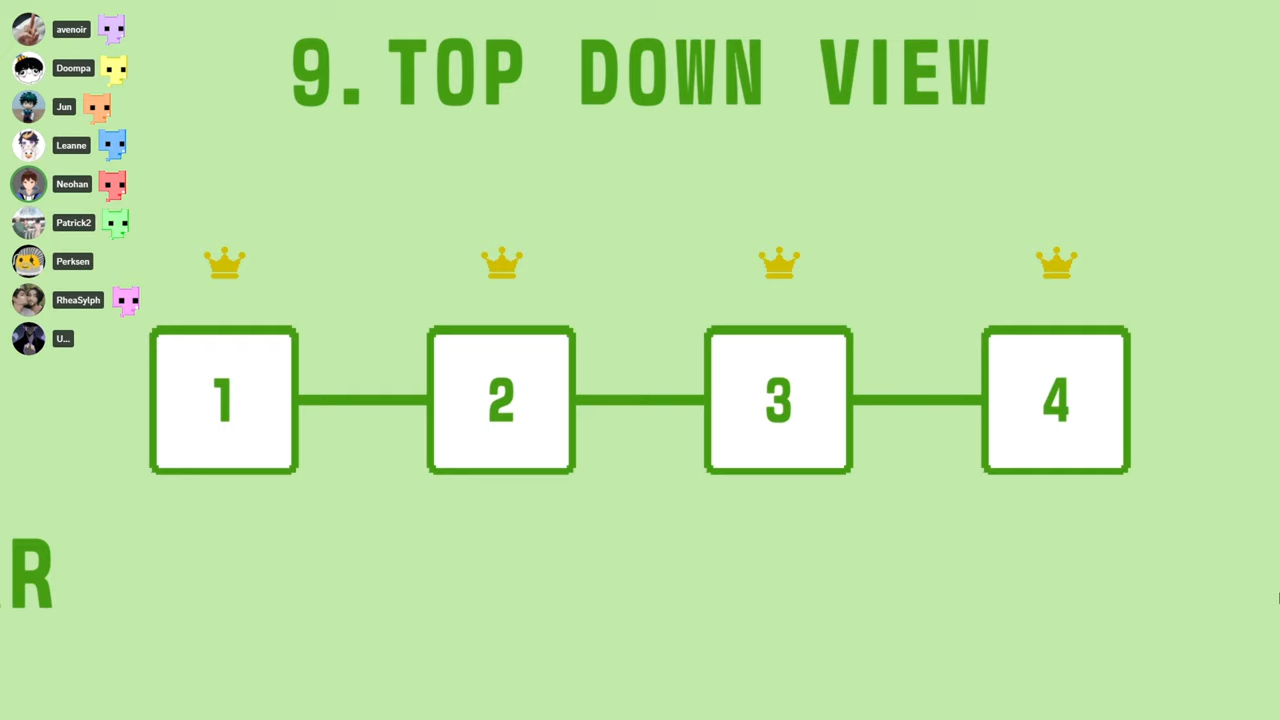 avenoir
Doompa
Jun
Leanne
Neohan
Patrick2
Perksen
RheaSylph
U...
9.TOP DOWN VIEW
1
2
3
4
R